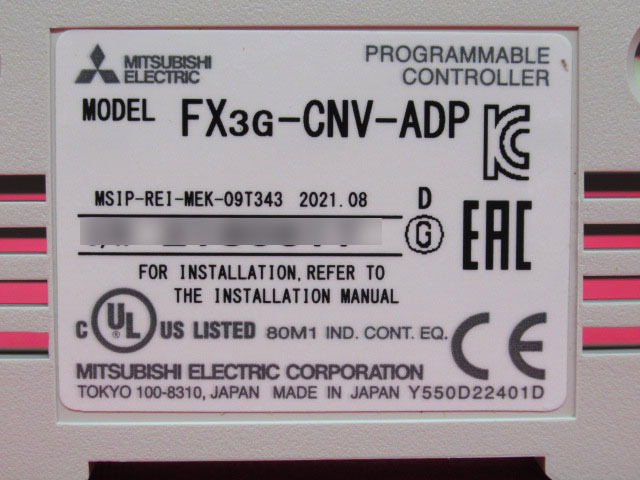 MITSUBISHI
ELECTRIC
PROGRAMMABLE
CONTROLLER
MODEL FX3G-CNV-ADP
MSIP-REI-MEK-09T343 2021.08
D
G
EAC
FOR INSTALLATION,REFER TO
THE INSTALLATION MANUAL
C UL US LISTED 80M1 IND. CONT. EQ.
CE
MITSUBISHI ELECTRIC CORPORATION
TOKYO 100-8310, JAPAN MADE IN JAPAN Y550D22401D